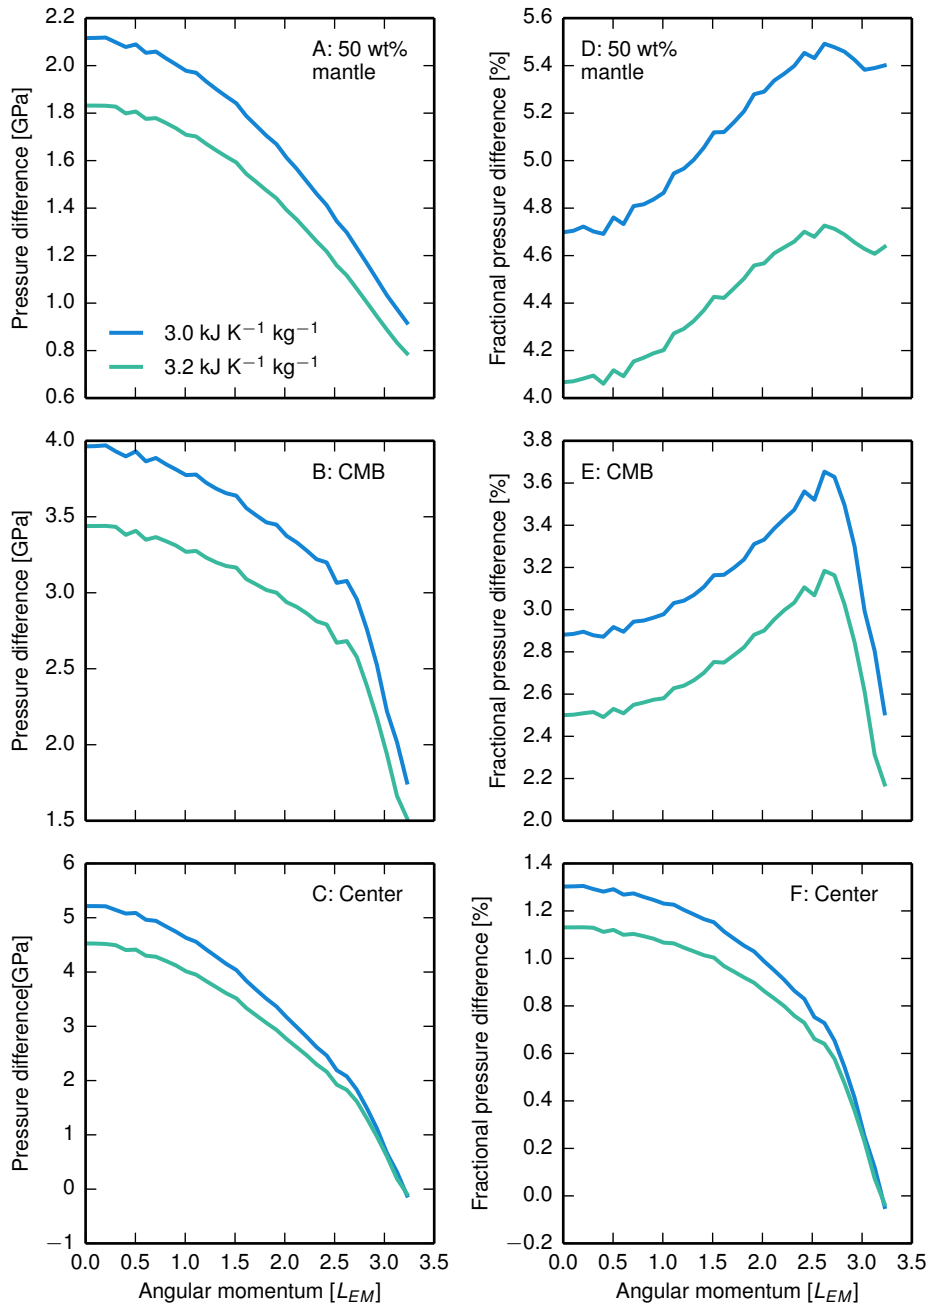 A: 50 wt%
mantle
Pressure difference [GPa]
2.2
2.0
1.8
1.6
1.4
1.2
1.0
0.8
0.6
3.0 kJ K⁻¹ kg⁻¹
3.2 kJ K⁻¹ kg⁻¹
D: 50 wt%
mantle
Fractional pressure difference [%]
5.6
5.4
5.2
5.0
4.8
4.6
4.4
4.2
4.0
B: CMB
Pressure difference [GPa]
4.0
3.5
3.0
2.5
2.0
1.5
E: CMB
Fractional pressure difference [%]
3.8
3.6
3.4
3.2
3.0
2.8
2.6
2.4
2.2
2.0
C: Center
Pressure difference[GPa]
6
5
4
3
2
1
0
−1
0.0 0.5 1.0 1.5 2.0 2.5 3.0 3.5
Angular momentum [L_EM]
F: Center
Fractional pressure difference [%]
1.4
1.2
1.0
0.8
0.6
0.4
0.2
0.0
−0.2
0.0 0.5 1.0 1.5 2.0 2.5 3.0 3.5
Angular momentum [L_EM]